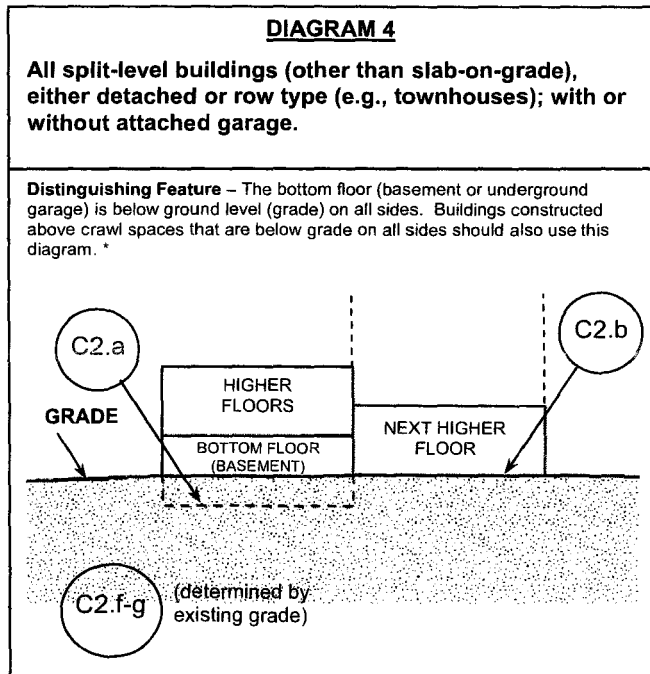 DIAGRAM 4
All split-level buildings (other than slab-on-grade),
either detached or row type (e.g., townhouses); with or
without attached garage.
Distinguishing Feature – The bottom floor (basement or underground
garage) is below ground level (grade) on all sides. Buildings constructed
above crawl spaces that are below grade on all sides should also use this
diagram. *
C2.a
C2.b
HIGHER
FLOORS
GRADE
NEXT HIGHER
FLOOR
BOTTOM FLOOR
(BASEMENT)
C2.f-g
(determined by
existing grade)